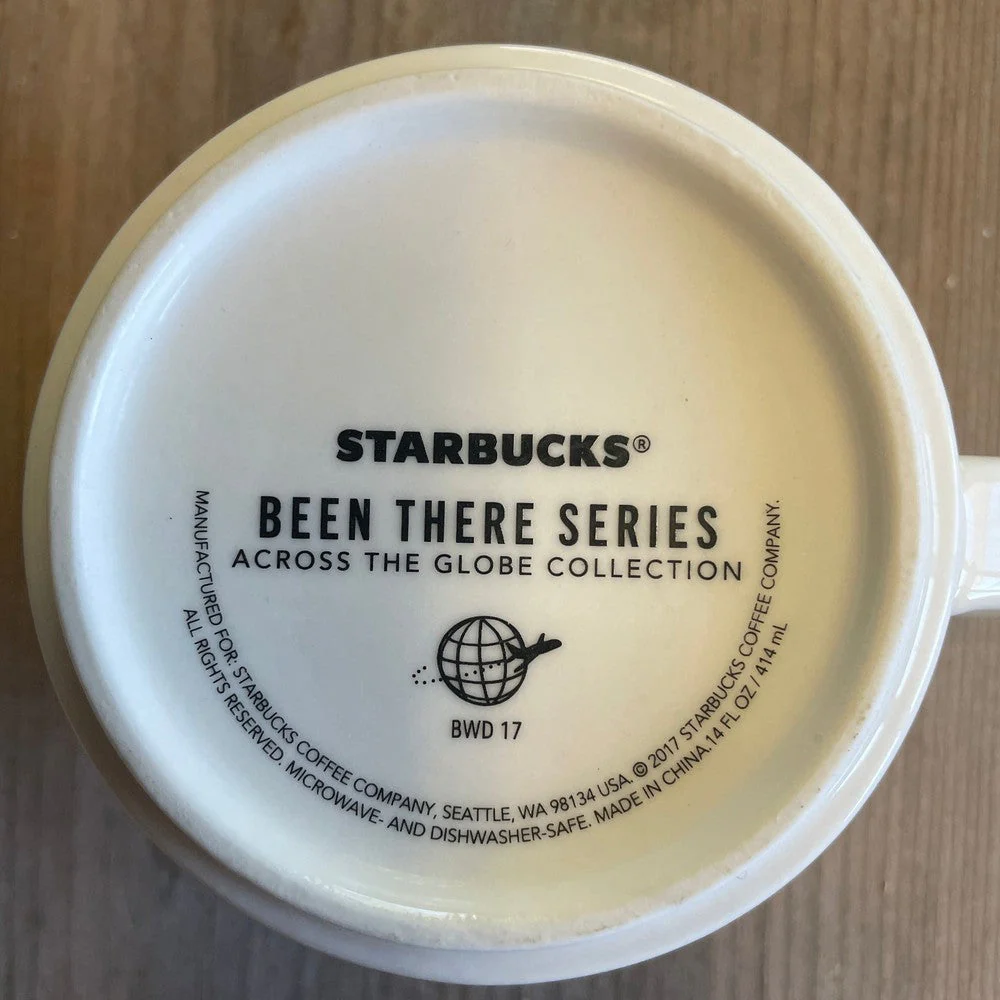 STARBUCKS®
BEEN THERE SERIES
ACROSS THE GLOBE COLLECTION
BWD 17
MANUFACTURED FOR: STARBUCKS COFFEE COMPANY, SEATTLE, WA 98134 USA. © 2017 STARBUCKS COFFEE COMPANY.
ALL RIGHTS RESERVED. MICROWAVE- AND DISHWASHER-SAFE. MADE IN CHINA.14 FL OZ / 414 mL